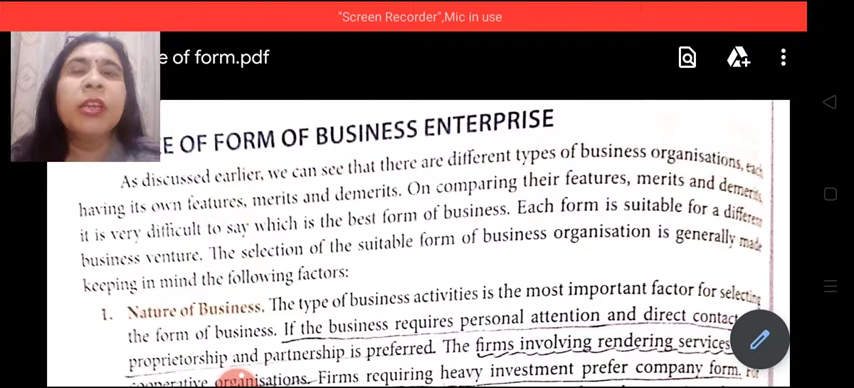 "Screen Recorder",Mic in use
e of form.pdf
E OF FORM OF BUSINESS ENTERPRISE
As discussed earlier, we can see that there are different types of business organisations, each
having its own features, merits and demerits. On comparing their features, merits and demerits,
it is very difficult to say which is the best form of business. Each form is suitable for a different
business venture. The selection of the suitable form of business organisation is generally made
keeping in mind the following factors:
1. Nature of Business. The type of business activities is the most important factor for selecting
the form of business. If the business requires personal attention and direct contact
proprietorship and partnership is preferred. The firms involving rendering services
cooperative organisations. Firms requiring heavy investment prefer company form. For